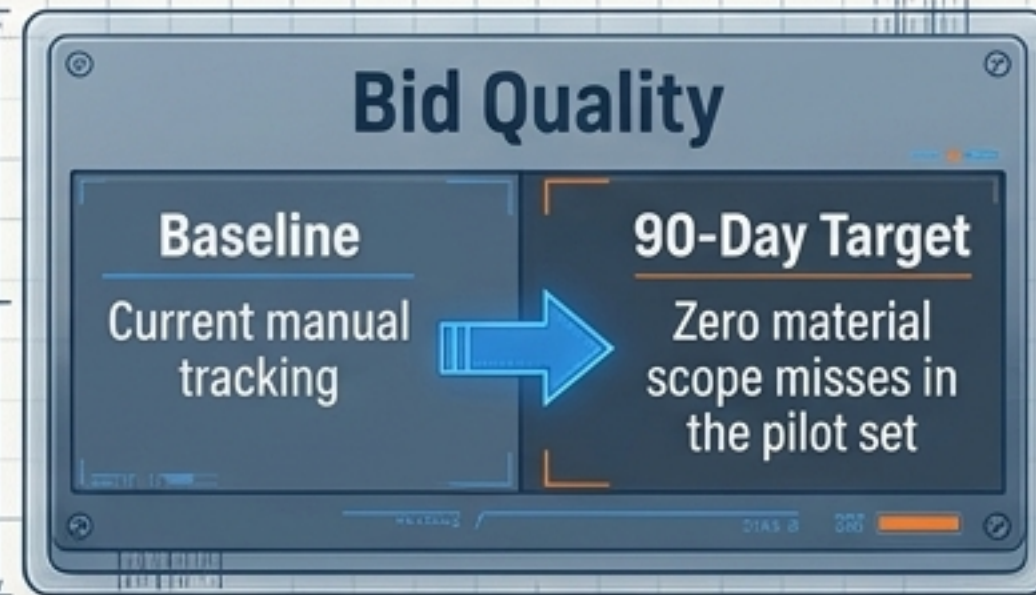 Bid Quality
Baseline
Current manual
tracking
90-Day Target
Zero material
scope misses in
the pilot set